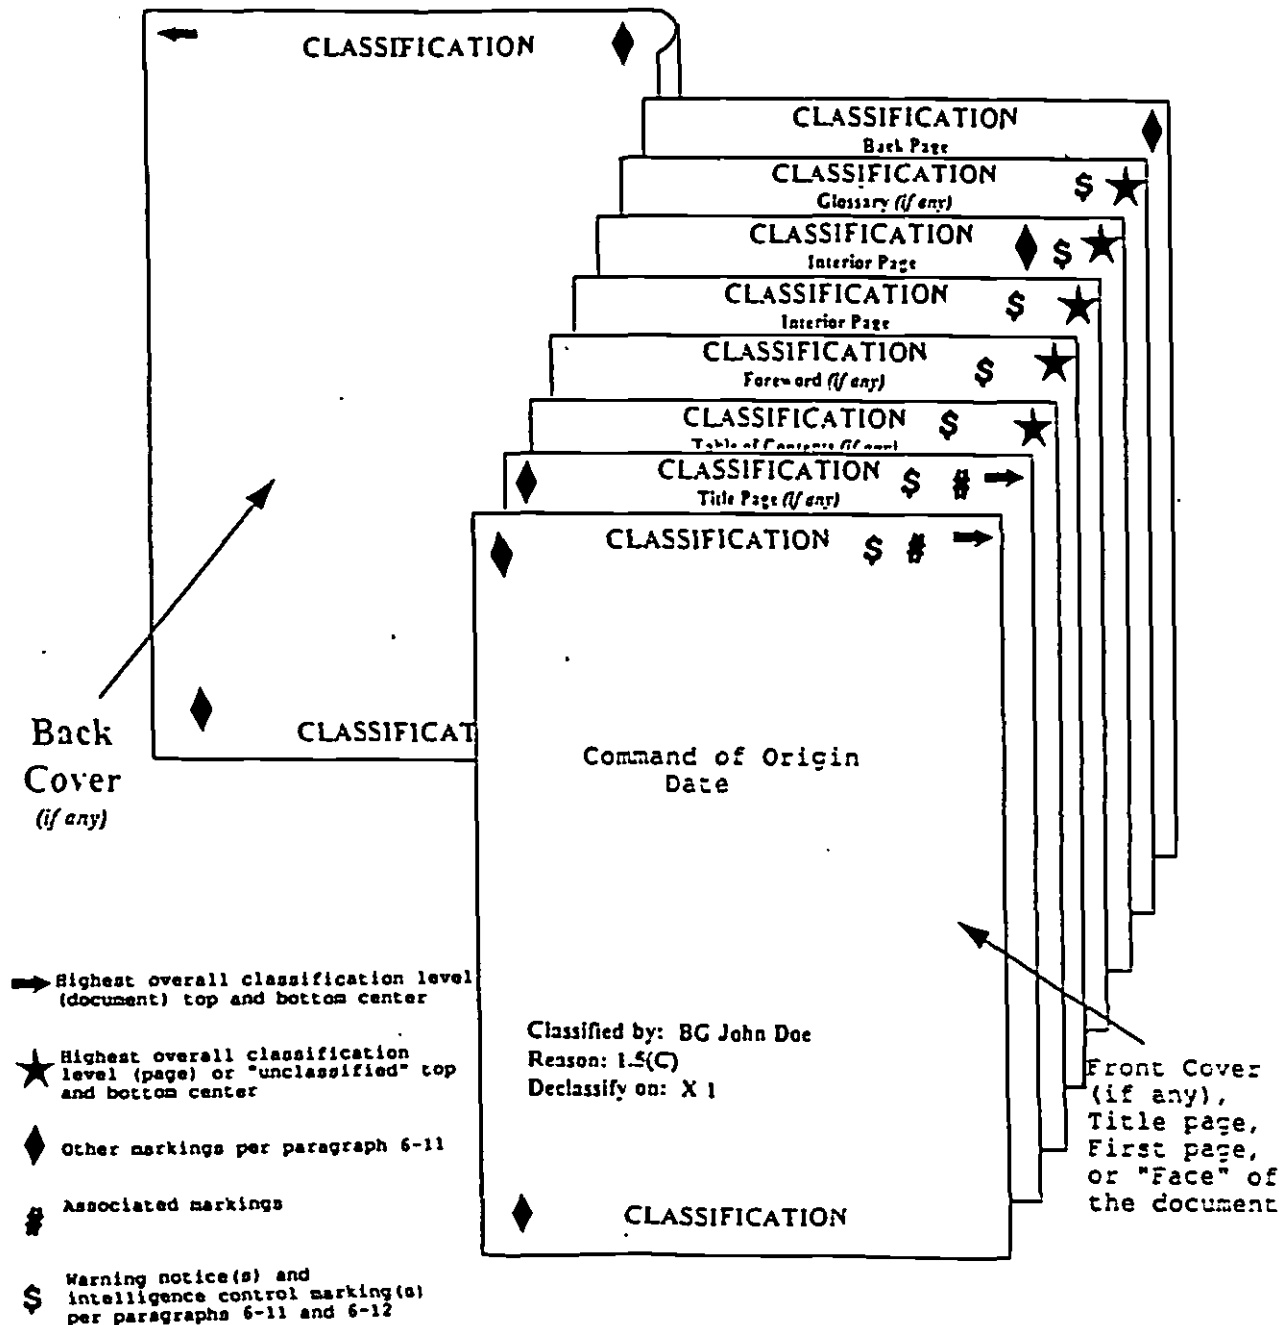 CLASSIFICATION
CLASSIFICATION
Back Page
CLASSIFICATION
$
Glossary (if any)
CLASSIFICATION
$
Interior Page
CLASSIFICATION
$
Interior Page
CLASSIFICATION
$
Foreword (if any)
CLASSIFICATION $
Table of Contents (if any)
CLASSIFICATION $ #
Title Page (if any)
CLASSIFICATION $ #
Back
Cover
(if any)
CLASSIFICAT
Command of Origin
Date
Classified by: BG John Doe
Reason: 1.5(C)
Declassify on: X 1
CLASSIFICATION
Front Cover
(if any),
Title page,
First page,
or "Face" of
the document
Highest overall classification level
(document) top and bottom center
Highest overall classification
level (page) or "unclassified" top
and bottom center
Other markings per paragraph 6-11
# Associated markings
$ Warning notice(s) and
intelligence control marking(s)
per paragraphs 6-11 and 6-12